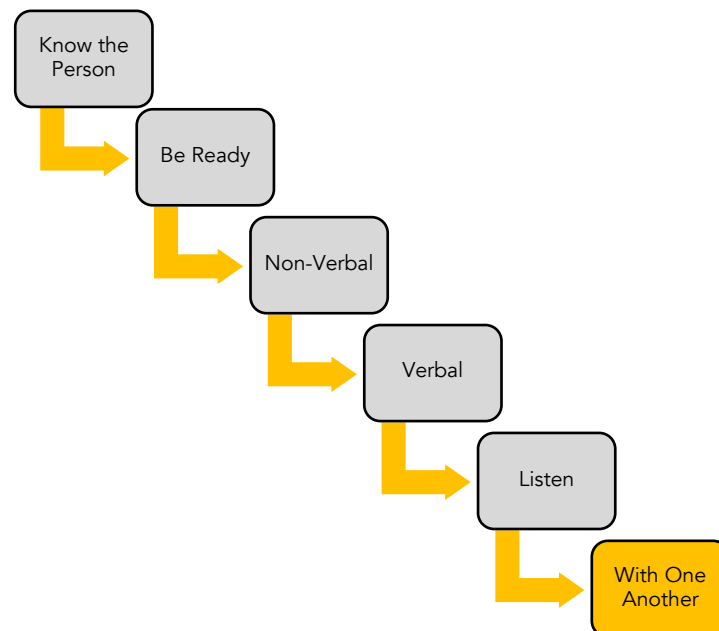 Know the
Person
Be Ready
Non-Verbal
Verbal
Listen
With One
Another